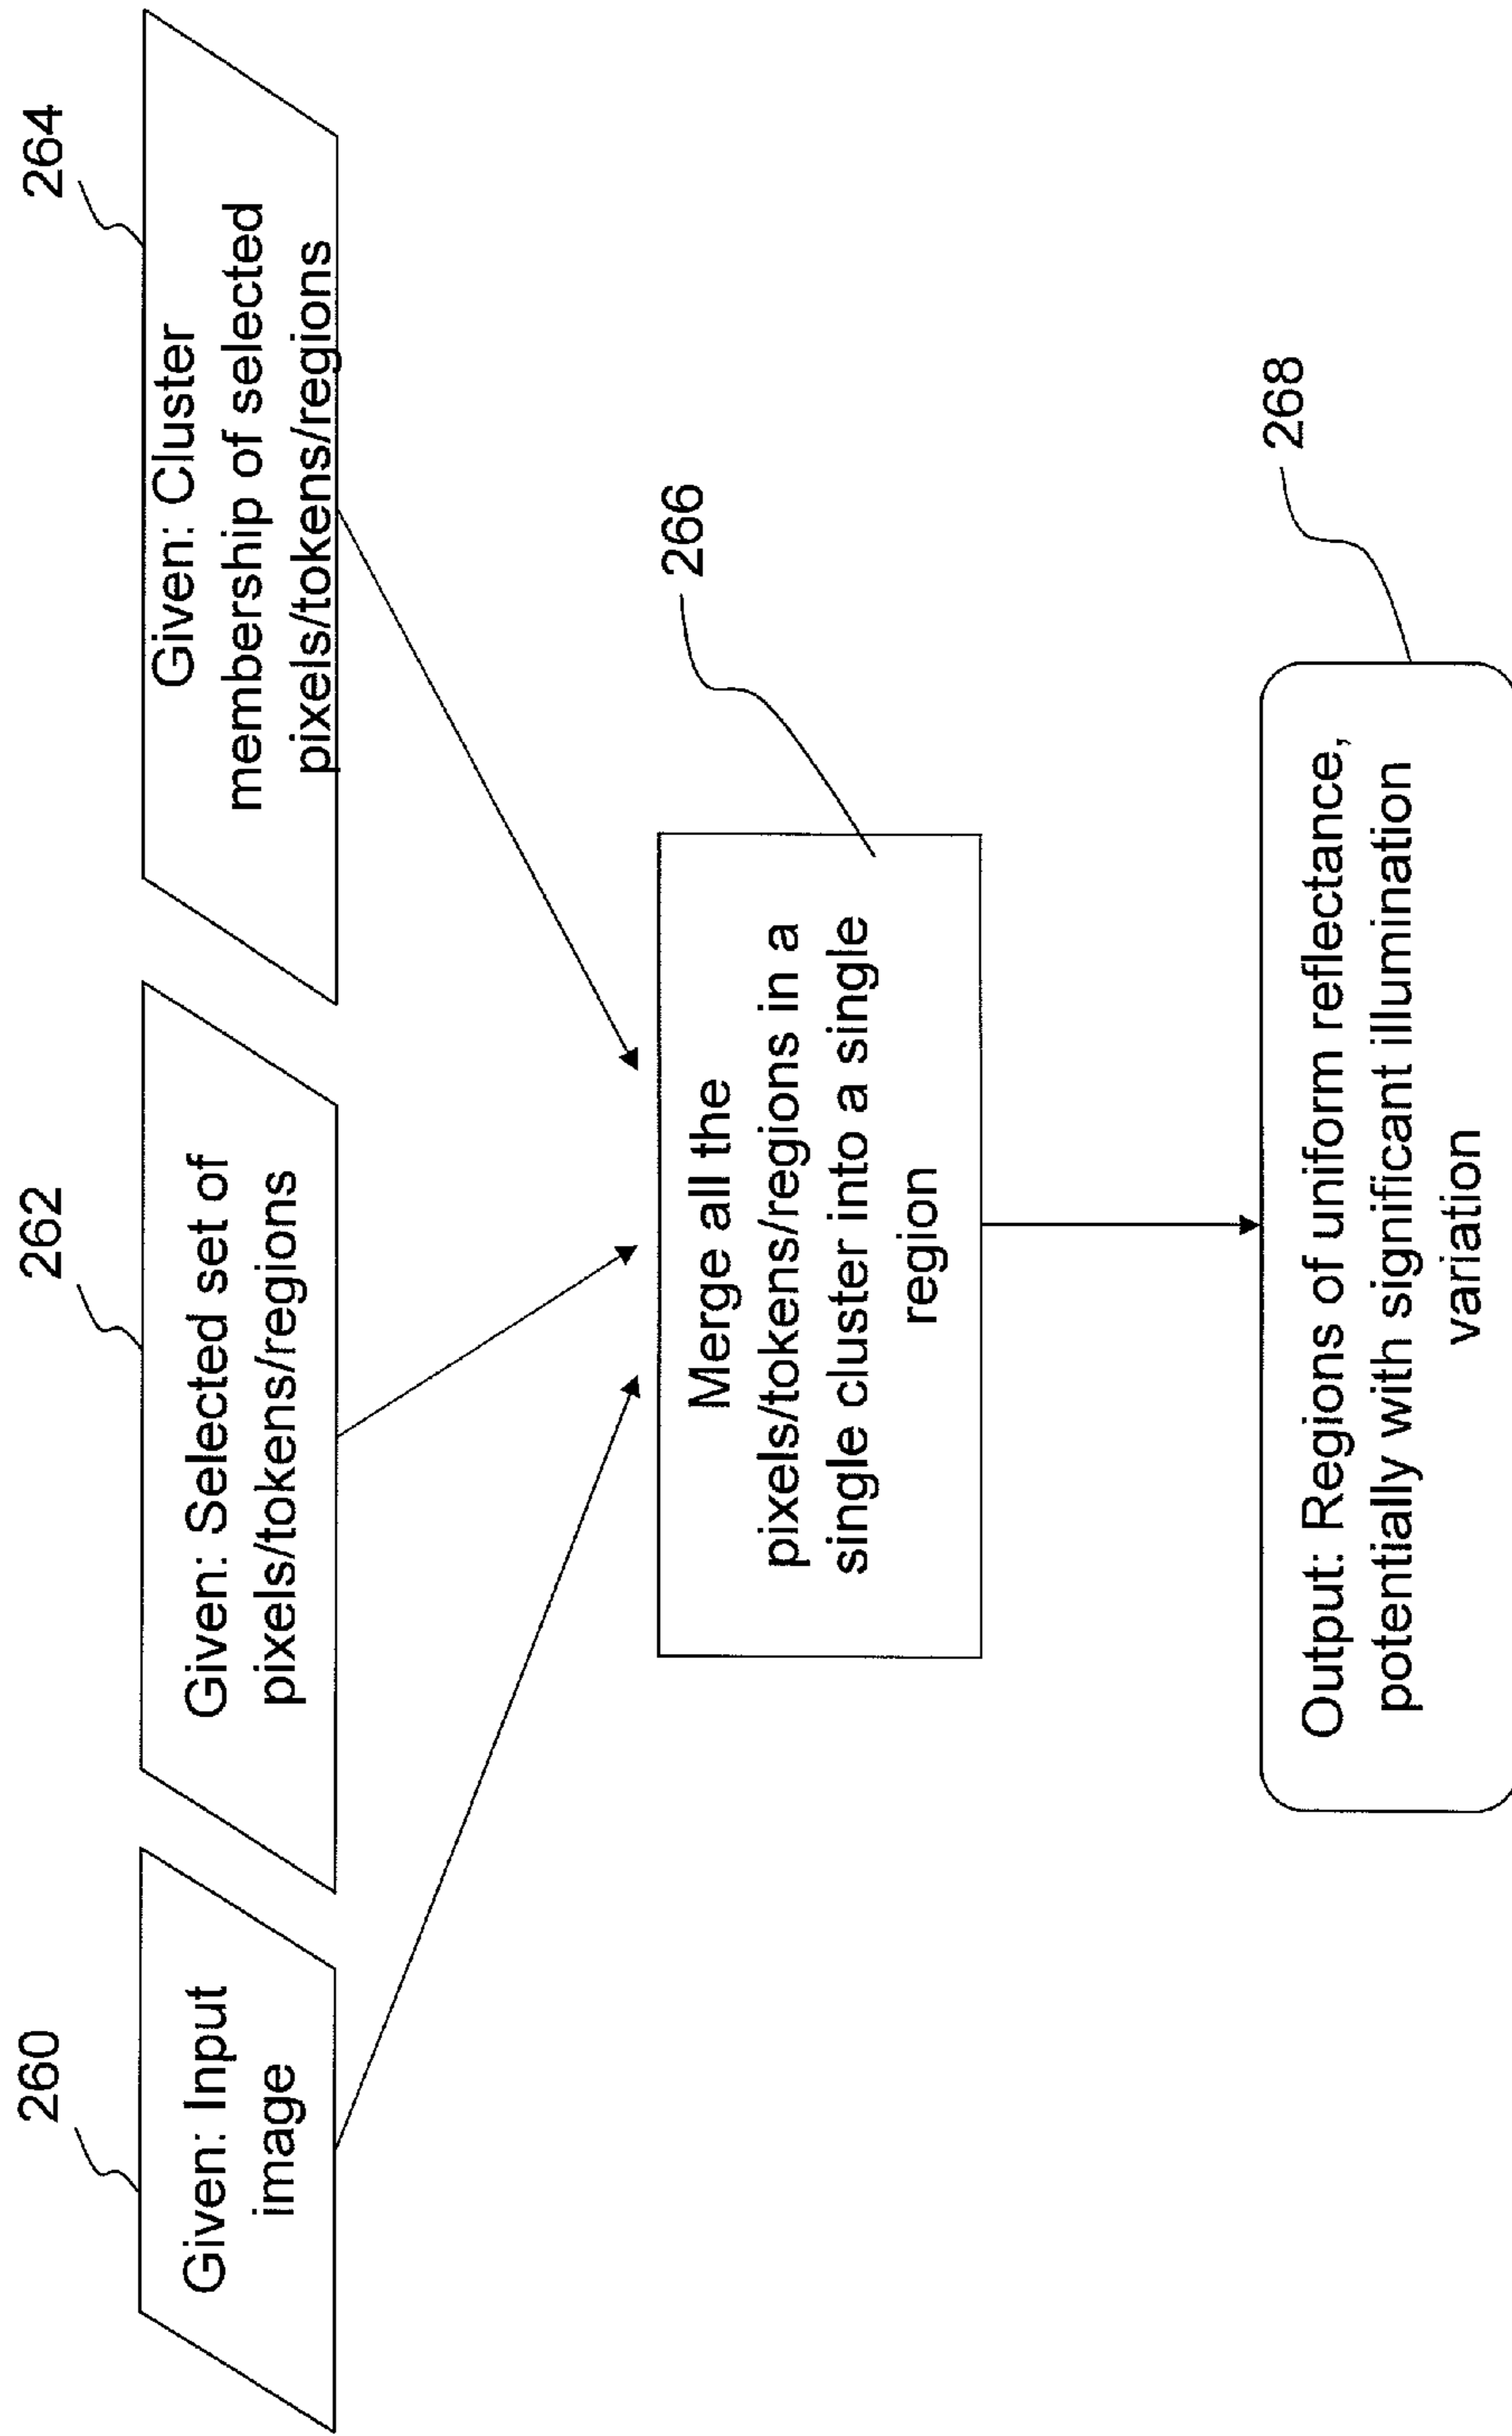 260
Given: Input
image
262
Given: Selected set of
pixels/tokens/regions
264
Given: Cluster
membership of selected
pixels/tokens/regions
266
Merge all the
pixels/tokens/regions in a
single cluster into a single
region
268
Output: Regions of uniform reflectance,
potentially with significant illumination
variation